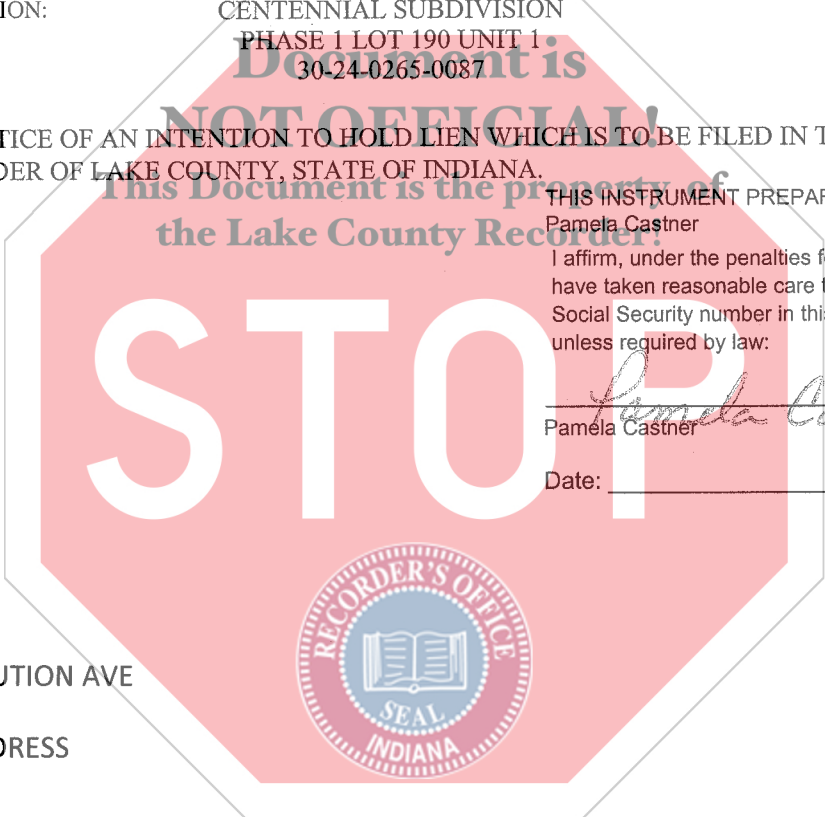 ION: CENTENNIAL SUBDIVISION
PHASE 1 LOT 190 UNIT 1
Document is
30-24-0265-0087
NOT OFFICIAL!
TICE OF AN INTENTION TO HOLD LIEN WHICH IS TO BE FILED IN T
DER OF LAKE COUNTY, STATE OF INDIANA.
This Document is the property of
the Lake County Recorder!
THIS INSTRUMENT PREPAR
Pamela Castner
I affirm, under the penalties f
have taken reasonable care t
Social Security number in this
unless required by law:
Pamela Ca
Pamela Castner
Date:
STOP
RECORDER'S OFFICE
SEAL
INDIANA
UTION AVE
DRESS